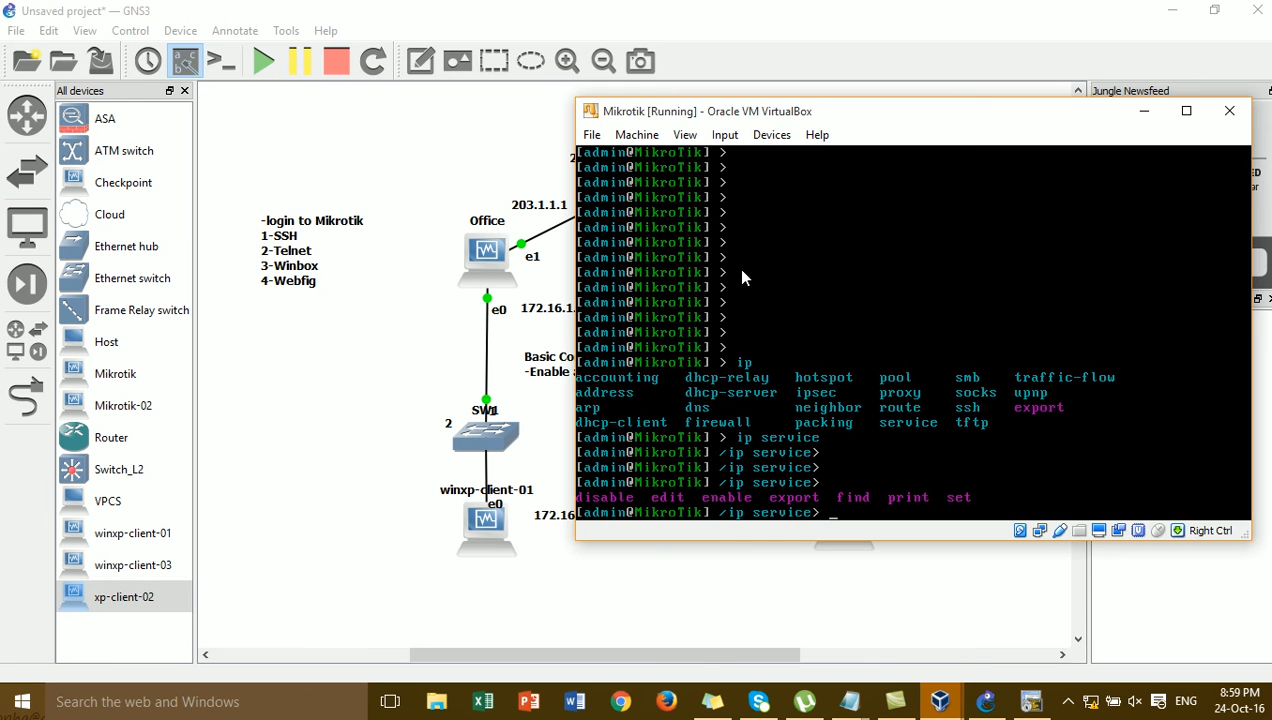 Unsaved project* — GNS3
File Edit View Control Device Annotate Tools Help
All devices
ASA
ATM switch
Checkpoint
Cloud
Ethernet hub
Ethernet switch
Frame Relay switch
Host
Mikrotik
Mikrotik-02
Router
Switch_L2
VPCS
winxp-client-01
winxp-client-03
xp-client-02
-login to Mikrotik
1-SSH
2-Telnet
3-Winbox
4-Webfig
203.1.1.1
Office
e1
e0
172.16.1
Basic Co
-Enable
SW1
2
winxp-client-01
e0
172.16
Jungle Newsfeed
Mikrotik [Running] - Oracle VM VirtualBox
File Machine View Input Devices Help
[admin@MikroTik] >
[admin@MikroTik] >
[admin@MikroTik] >
[admin@MikroTik] >
[admin@MikroTik] >
[admin@MikroTik] >
[admin@MikroTik] >
[admin@MikroTik] >
[admin@MikroTik] >
[admin@MikroTik] >
[admin@MikroTik] >
[admin@MikroTik] >
[admin@MikroTik] >
[admin@MikroTik] >
[admin@MikroTik] > ip
accounting dhcp-relay hotspot pool smb traffic-flow
address dhcp-server ipsec proxy socks upnp
arp dns neighbor route ssh export
dhcp-client firewall packing service tftp
[admin@MikroTik] > ip service
[admin@MikroTik] /ip service>
[admin@MikroTik] /ip service>
[admin@MikroTik] /ip service>
disable edit enable export find print set
[admin@MikroTik] /ip service> _
Right Ctrl
Search the web and Windows
ENG
8:59 PM
24-Oct-16